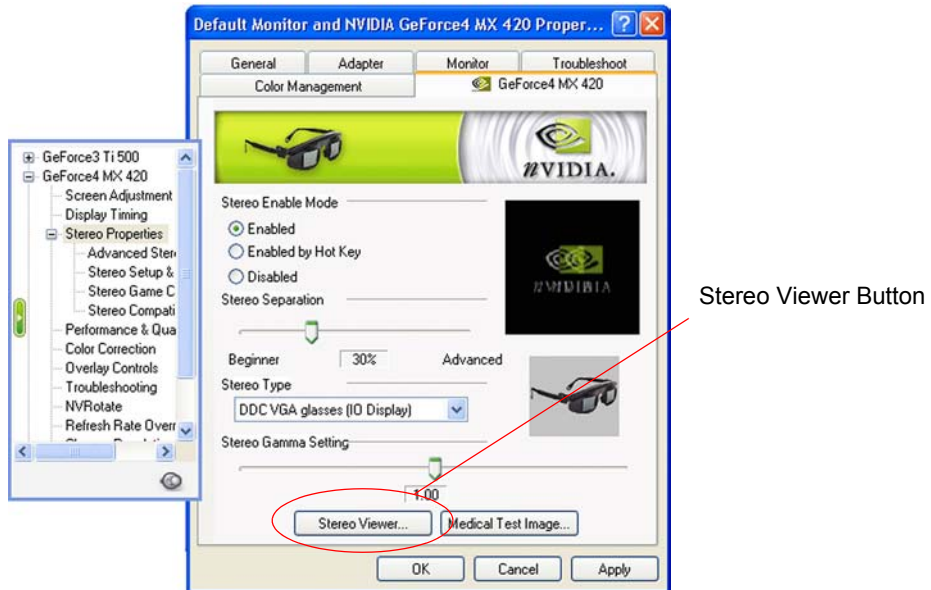 Default Monitor and NVIDIA GeForce4 MX 420 Proper...
General Adapter Monitor Troubleshoot
Color Management GeForce4 MX 420
nVIDIA.
GeForce3 Ti 500
GeForce4 MX 420
Screen Adjustment
Display Timing
Stereo Properties
Advanced Ster
Stereo Setup &
Stereo Game C
Stereo Compati
Performance & Qua
Color Correction
Overlay Controls
Troubleshooting
NVRotate
Refresh Rate Overr
Stereo Enable Mode
Enabled
Enabled by Hot Key
Disabled
Stereo Separation
Beginner 30% Advanced
Stereo Type
DDC VGA glasses (IO Display)
Stereo Gamma Setting
1.00
Stereo Viewer... Medical Test Image...
OK Cancel Apply
Stereo Viewer Button